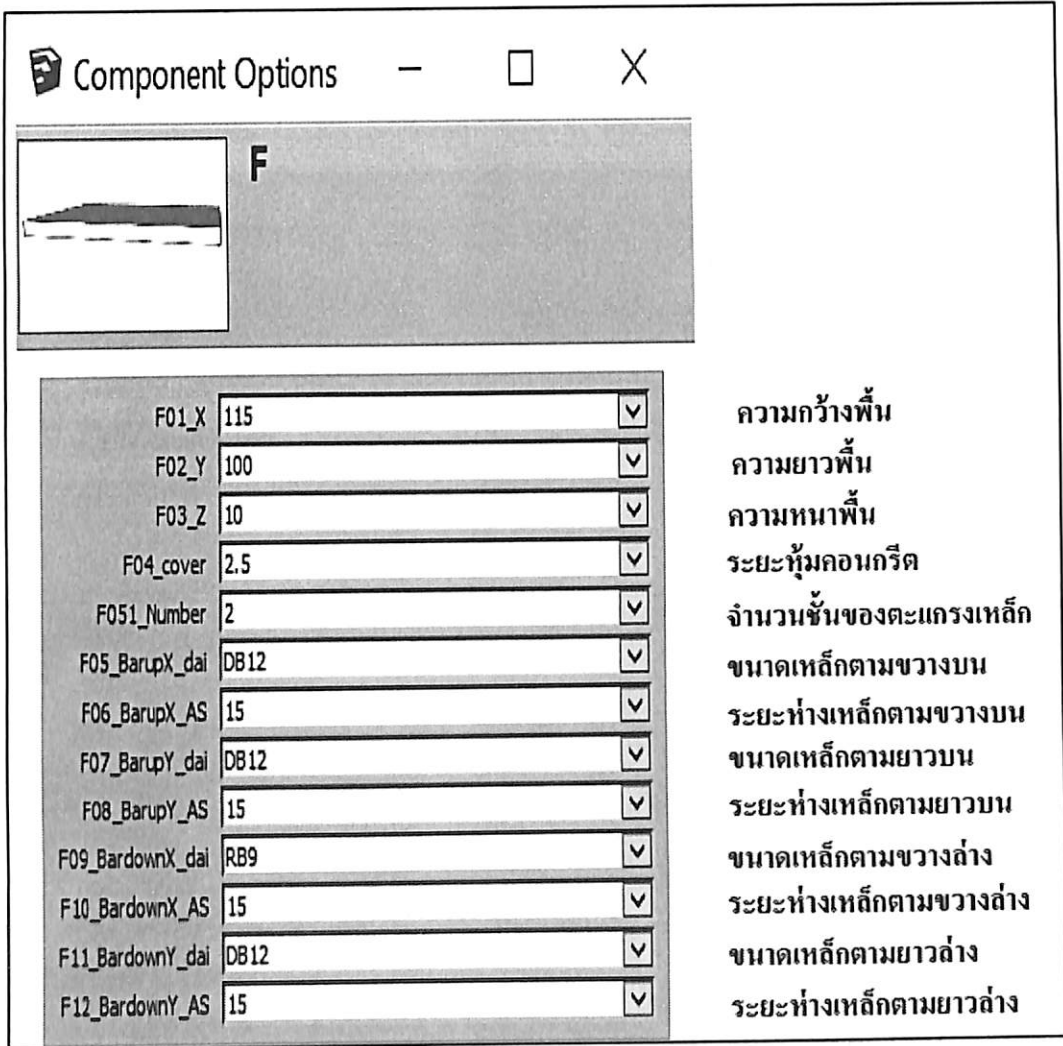 Component Options
F
F01_X 115 ความกว้างพื้น
F02_Y 100 ความยาวพื้น
F03_Z 10 ความหนาพื้น
F04_cover 2.5 ระยะหุ้มคอนกรีต
F051_Number 2 จำนวนชั้นของตะแกรงเหล็ก
F05_BarupX_dai DB12 ขนาดเหล็กตามขวางบน
F06_BarupX_AS 15 ระยะห่างเหล็กตามขวางบน
F07_BarupY_dai DB12 ขนาดเหล็กตามยาวบน
F08_BarupY_AS 15 ระยะห่างเหล็กตามยาวบน
F09_BardownX_dai RB9 ขนาดเหล็กตามขวางล่าง
F10_BardownX_AS 15 ระยะห่างเหล็กตามขวางล่าง
F11_BardownY_dai DB12 ขนาดเหล็กตามยาวล่าง
F12_BardownY_AS 15 ระยะห่างเหล็กตามยาวล่าง